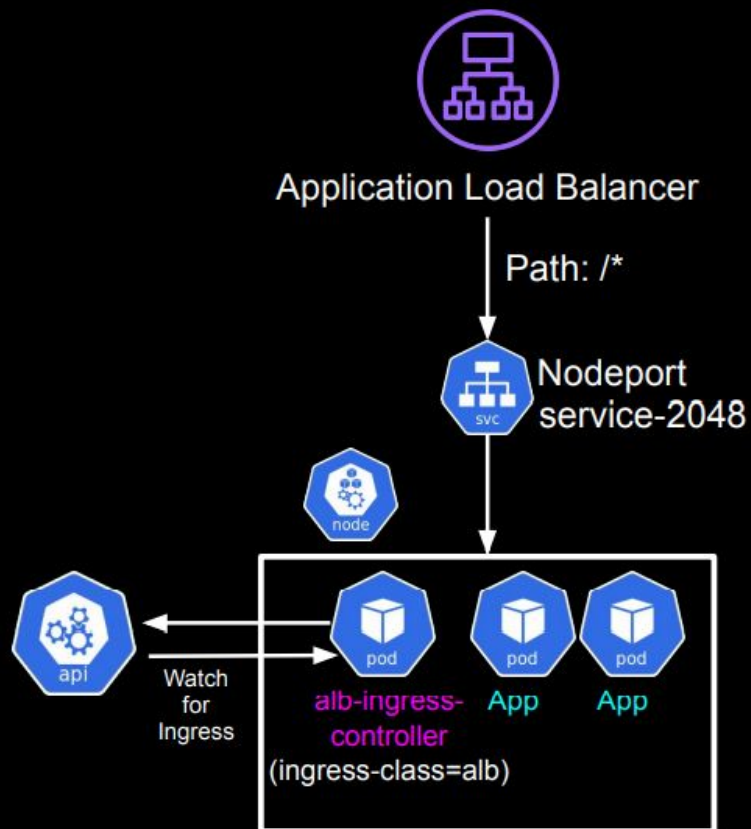 Application Load Balancer
Path: /*
Nodeport
service-2048
svc
node
api
Watch
for
Ingress
pod
pod
pod
alb-ingress-
controller
(ingress-class=alb)
App
App